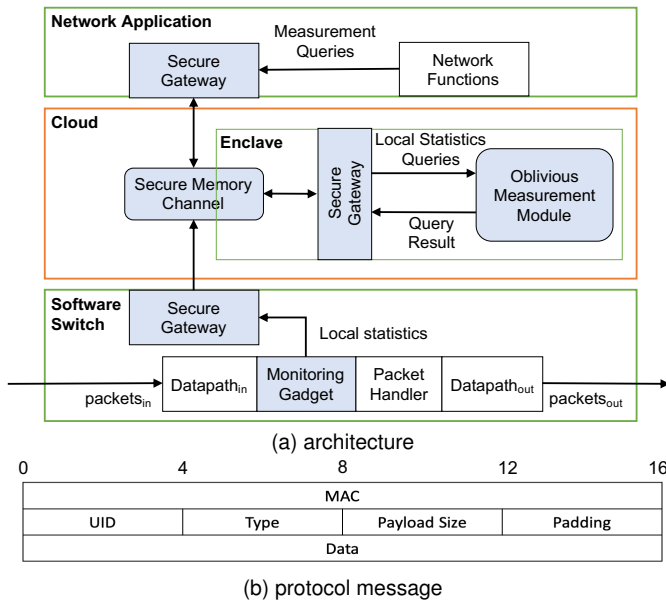 Network Application
Secure
Gateway
Measurement
Queries
Network
Functions
Cloud
Enclave
Secure Memory
Channel
Secure
Gateway
Local Statistics
Queries
Query
Result
Oblivious
Measurement
Module
Software
Switch
Secure
Gateway
Local statistics
packets_in
Datapath_in
Monitoring
Gadget
Packet
Handler
Datapath_out
packets_out
(a) architecture
0 4 8 12 16
MAC
UID Type Payload Size Padding
Data
(b) protocol message